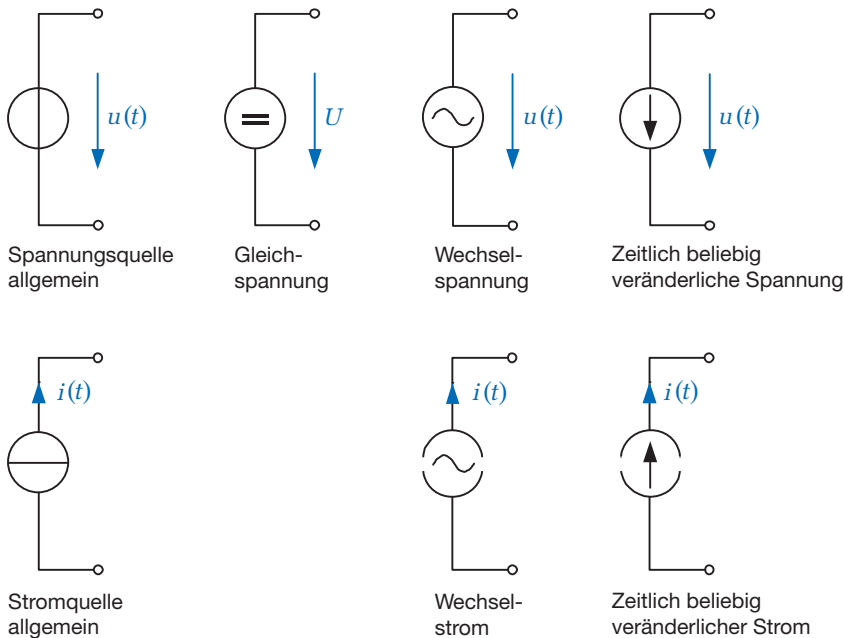 u(t)
U
u(t)
u(t)
Spannungsquelle
allgemein
Gleich-
spannung
Wechsel-
spannung
Zeitlich beliebig
veränderliche Spannung
i(t)
i(t)
i(t)
Stromquelle
allgemein
Wechsel-
strom
Zeitlich beliebig
veränderlicher Strom